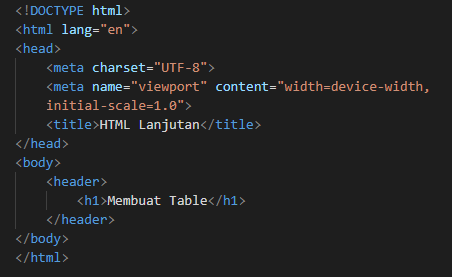 <!DOCTYPE html>
<html lang="en">
<head>
    <meta charset="UTF-8">
    <meta name="viewport" content="width=device-width,
    initial-scale=1.0">
    <title>HTML Lanjutan</title>
</head>
<body>
    <header>
        <h1>Membuat Table</h1>
    </header>
</body>
</html>